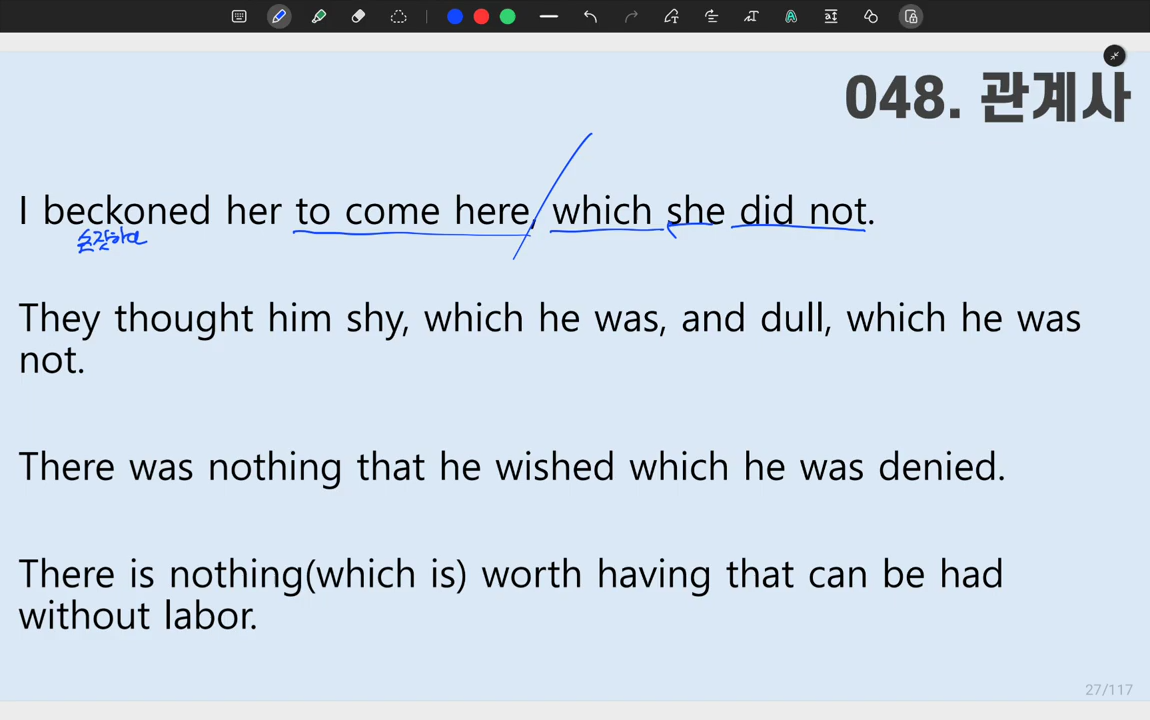 048. 관계사
I beckoned her to come here, which she did not.
손짓하다
They thought him shy, which he was, and dull, which he was
not.
There was nothing that he wished which he was denied.
There is nothing(which is) worth having that can be had
without labor.
27/117